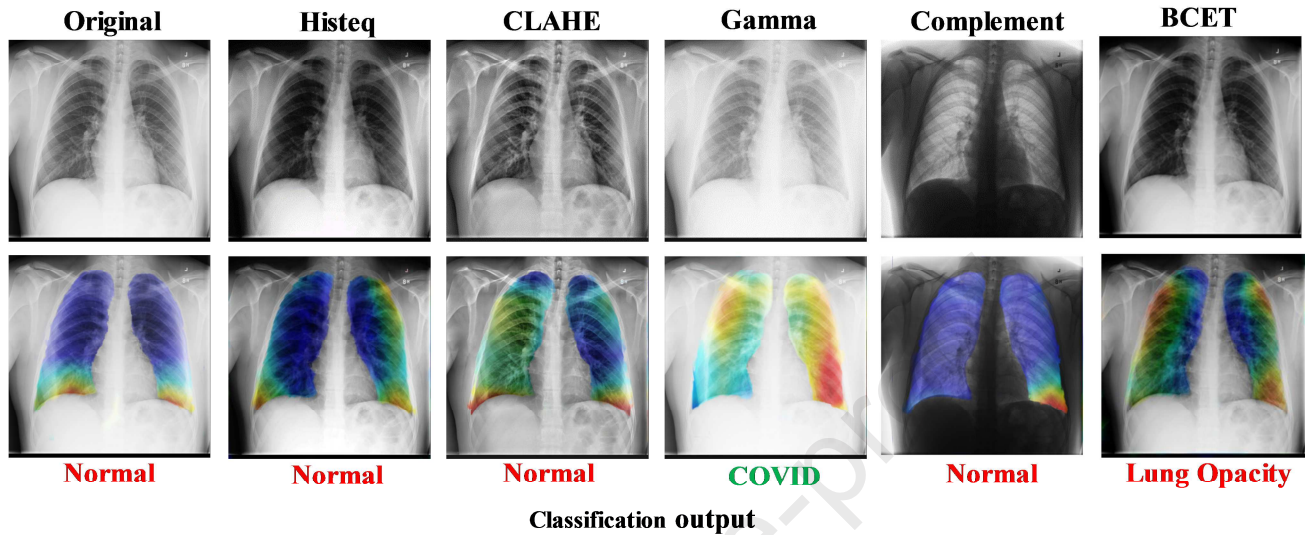 Original Histeq CLAHE Gamma Complement BCET
Normal Normal Normal COVID Normal Lung Opacity
Classification output